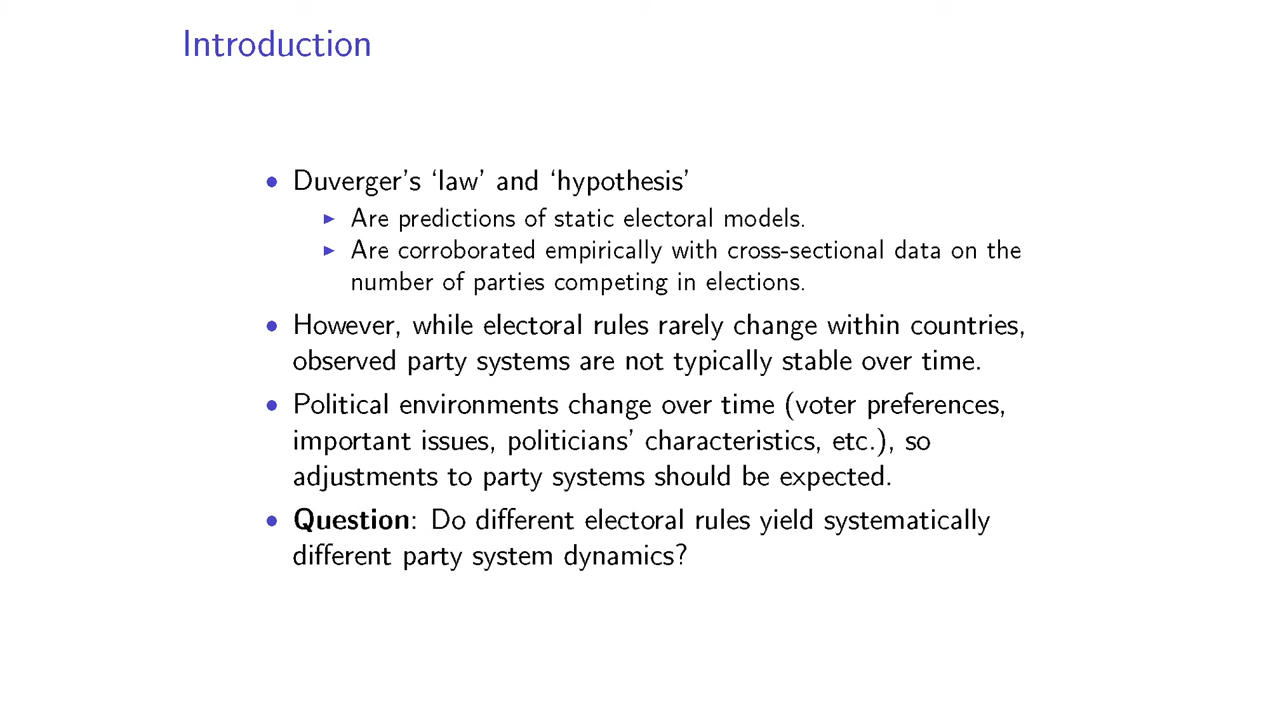 Introduction
• Duverger's ‘law’ and ‘hypothesis’
▶ Are predictions of static electoral models.
▶ Are corroborated empirically with cross-sectional data on the
number of parties competing in elections.
• However, while electoral rules rarely change within countries,
observed party systems are not typically stable over time.
• Political environments change over time (voter preferences,
important issues, politicians’ characteristics, etc.), so
adjustments to party systems should be expected.
• Question: Do different electoral rules yield systematically
different party system dynamics?